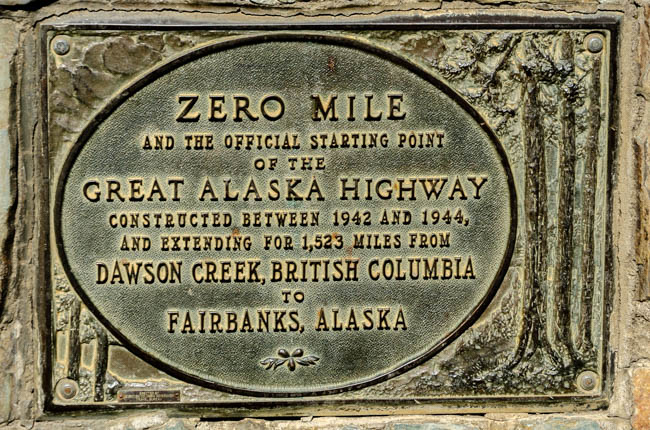 ZERO MILE
AND THE OFFICIAL STARTING POINT
OF THE
GREAT ALASKA HIGHWAY
CONSTRUCTED BETWEEN 1942 AND 1944,
AND EXTENDING FOR 1,523 MILES FROM
DAWSON CREEK, BRITISH COLUMBIA
TO
FAIRBANKS, ALASKA